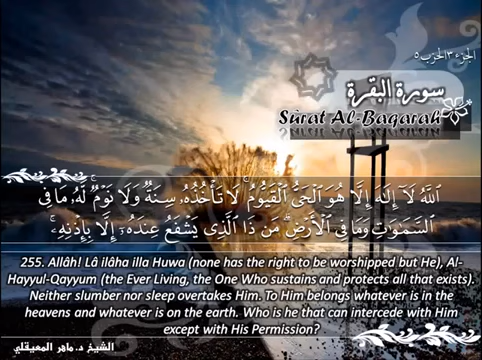 الجزء ٣ الحزب ٥
سورة البقرة
Sûrat Al-Baqarah
ٱللَّهُ لَآ إِلَٰهَ إِلَّا هُوَ ٱلْحَىُّ ٱلْقَيُّومُ ۚ لَا تَأْخُذُهُۥ سِنَةٌ وَلَا نَوْمٌ ۚ لَّهُۥ مَا فِى
ٱلسَّمَٰوَٰتِ وَمَا فِى ٱلْأَرْضِ ۗ مَن ذَا ٱلَّذِى يَشْفَعُ عِندَهُۥٓ إِلَّا بِإِذْنِهِۦ ۚ
255. Allâh! Lâ ilâha illa Huwa (none has the right to be worshipped but He), Al-
Hayyul-Qayyum (the Ever Living, the One Who sustains and protects all that exists).
Neither slumber nor sleep overtakes Him. To Him belongs whatever is in the
heavens and whatever is on the earth. Who is he that can intercede with Him
except with His Permission?
الشيخ د. ماهر المعيقلي